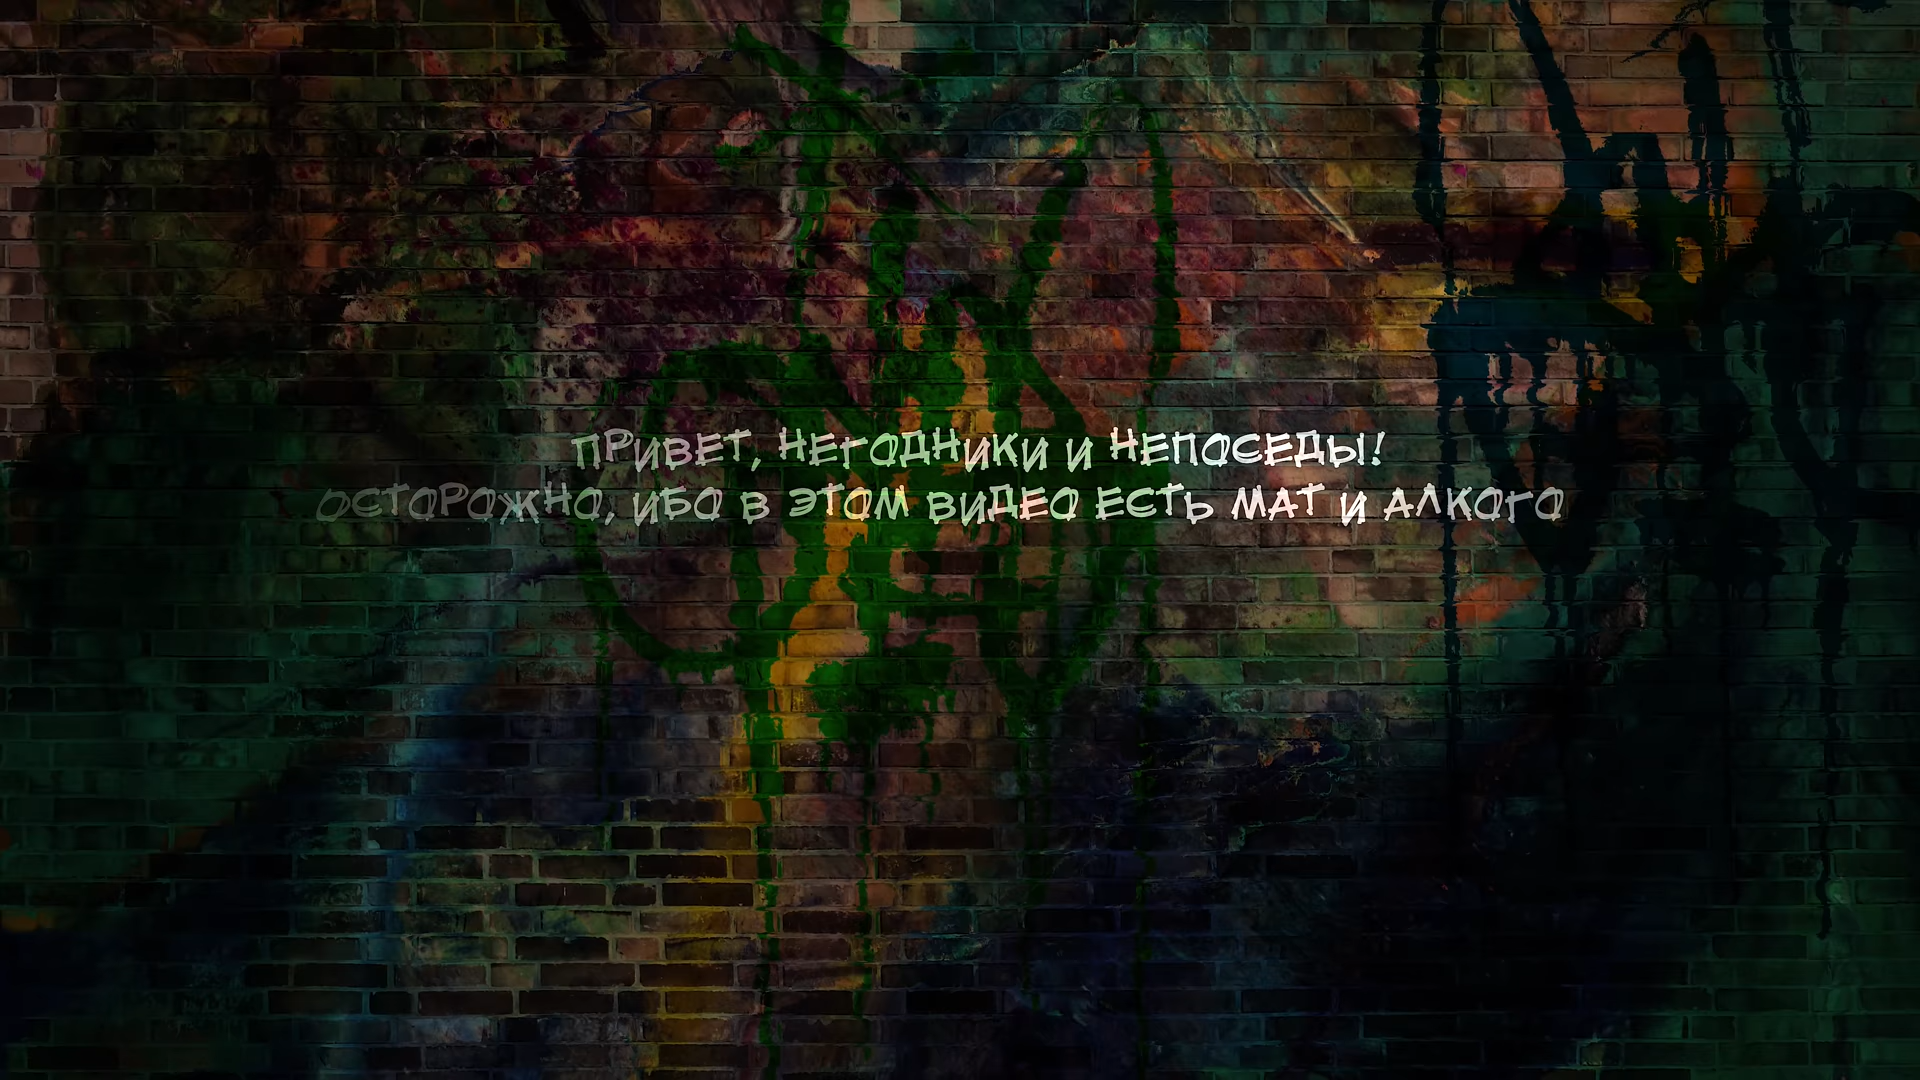 ПРИВЕТ, НЕГОДНИКИ И НЕПОСЕДЫ!
ОСТОРОЖНО, ИБО В ЭТОМ ВИДЕО ЕСТЬ МАТ И АЛКОГО